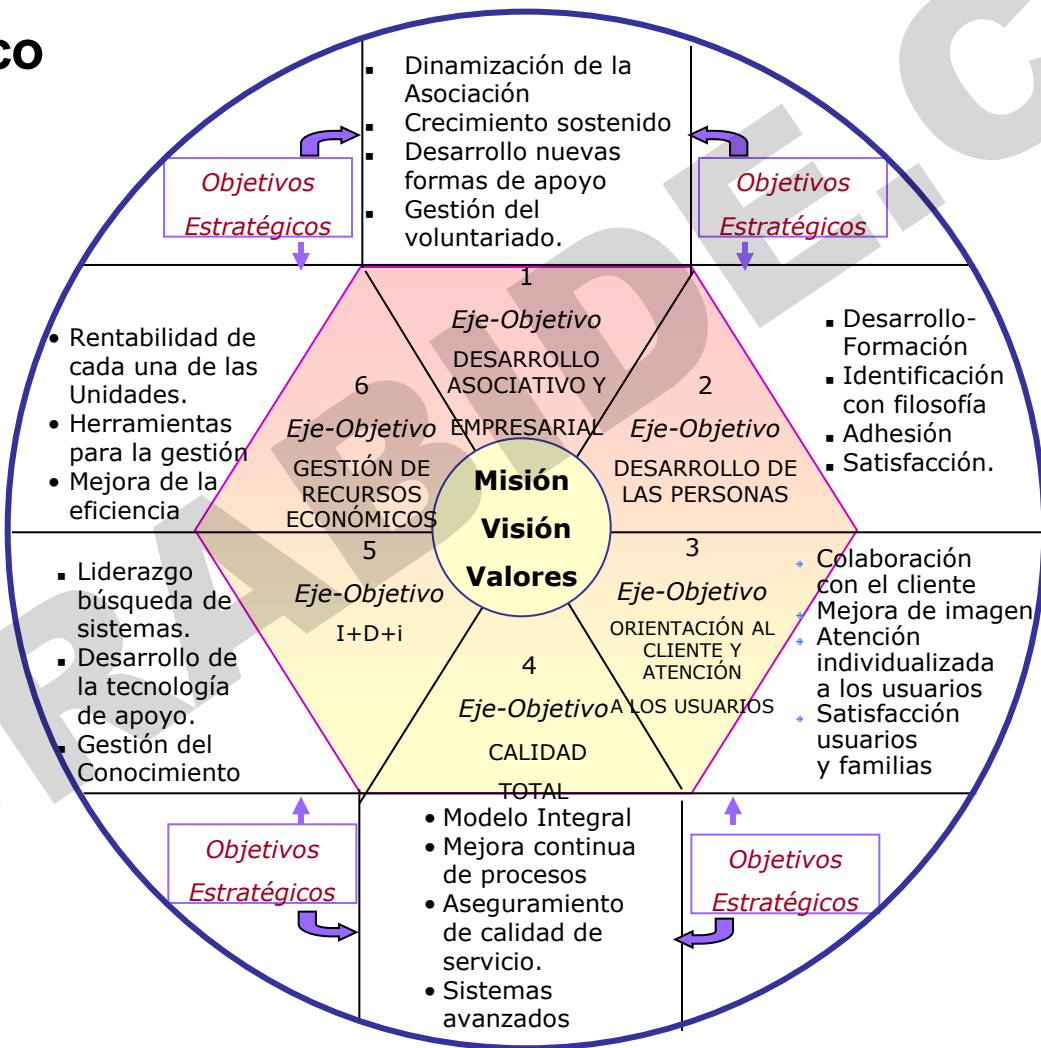 co
▪ Dinamización de la
Asociación
▪ Crecimiento sostenido
▪ Desarrollo nuevas
formas de apoyo
▪ Gestión del
voluntariado.
Objetivos
Estratégicos
Objetivos
Estratégicos
1
Eje-Objetivo
DESARROLLO
ASOCIATIVO Y
EMPRESARIAL
• Rentabilidad de
cada una de las
Unidades.
• Herramientas
para la gestión
• Mejora de la
eficiencia
6
Eje-Objetivo
GESTIÓN DE
RECURSOS
ECONÓMICOS
2
Eje-Objetivo
DESARROLLO DE
LAS PERSONAS
▪ Desarrollo-
Formación
▪ Identificación
con filosofía
▪ Adhesión
▪ Satisfacción.
Misión
Visión
Valores
▪ Liderazgo
búsqueda de
sistemas.
▪ Desarrollo de
la tecnología
de apoyo.
▪ Gestión del
Conocimiento
5
Eje-Objetivo
I+D+i
3
Eje-Objetivo
ORIENTACIÓN AL
CLIENTE Y
ATENCIÓN
A LOS USUARIOS
Colaboración
con el cliente
Mejora de imagen
Atención
individualizada
a los usuarios
Satisfacción
usuarios
y familias
4
Eje-Objetivo
CALIDAD
TOTAL
Objetivos
Estratégicos
• Modelo Integral
• Mejora continua
de procesos
• Aseguramiento
de calidad de
servicio.
• Sistemas
avanzados
Objetivos
Estratégicos
RABIDE.C